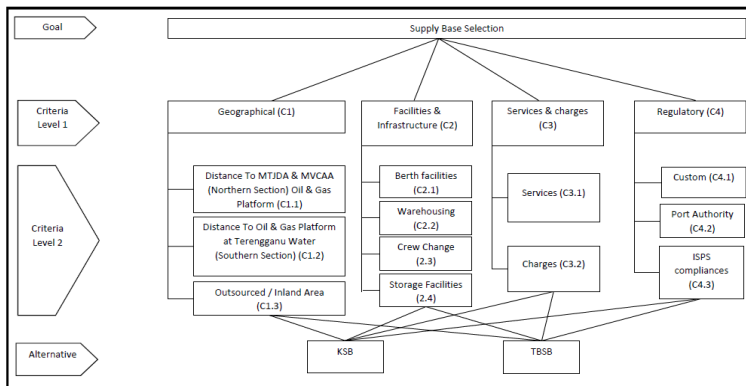 Goal
Supply Base Selection
Criteria
Level 1
Geographical (C1)
Facilities &
Infrastructure (C2)
Services & charges
(C3)
Regulatory (C4)
Criteria
Level 2
Distance To MTJDA & MVCAA
(Northern Section) Oil & Gas
Platform
(C1.1)
Distance To Oil & Gas Platform
at Terengganu Water
(Southern Section) (C1.2)
Outsourced / Inland Area
(C1.3)
Berth facilities
(C2.1)
Warehousing
(C2.2)
Crew Change
(2.3)
Storage Facilities
(2.4)
Services (C3.1)
Charges (C3.2)
Custom (C4.1)
Port Authority
(C4.2)
ISPS
compliances
(C4.3)
Alternative
KSB
TBSB